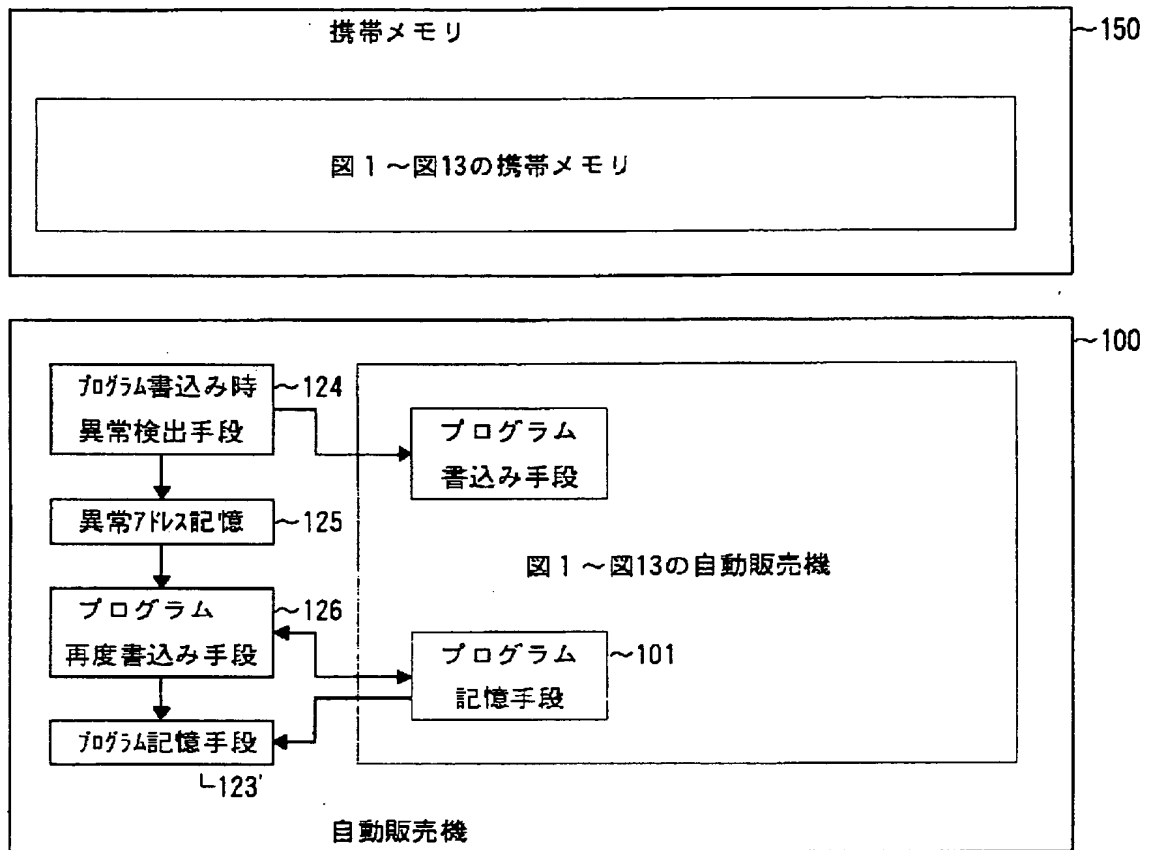 携帯メモリ
~150
図1~図13の携帯メモリ
~100
プログラム書込み時
異常検出手段
~124
プログラム
書込み手段
異常アドレス記憶
~125
図1~図13の自動販売機
プログラム
再度書込み手段
~126
プログラム
記憶手段
~101
プログラム記憶手段
123'
自動販売機